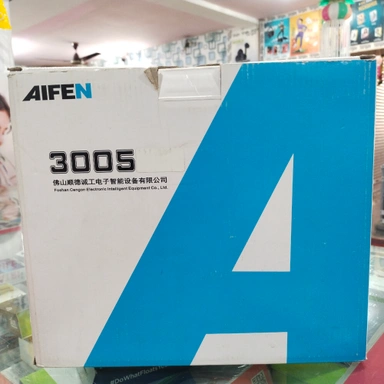 AIFEN
3005
佛山顺德诚工电子智能设备有限公司
Foshan Cengon Electronic Intelligent Equipment Co., Ltd.
A